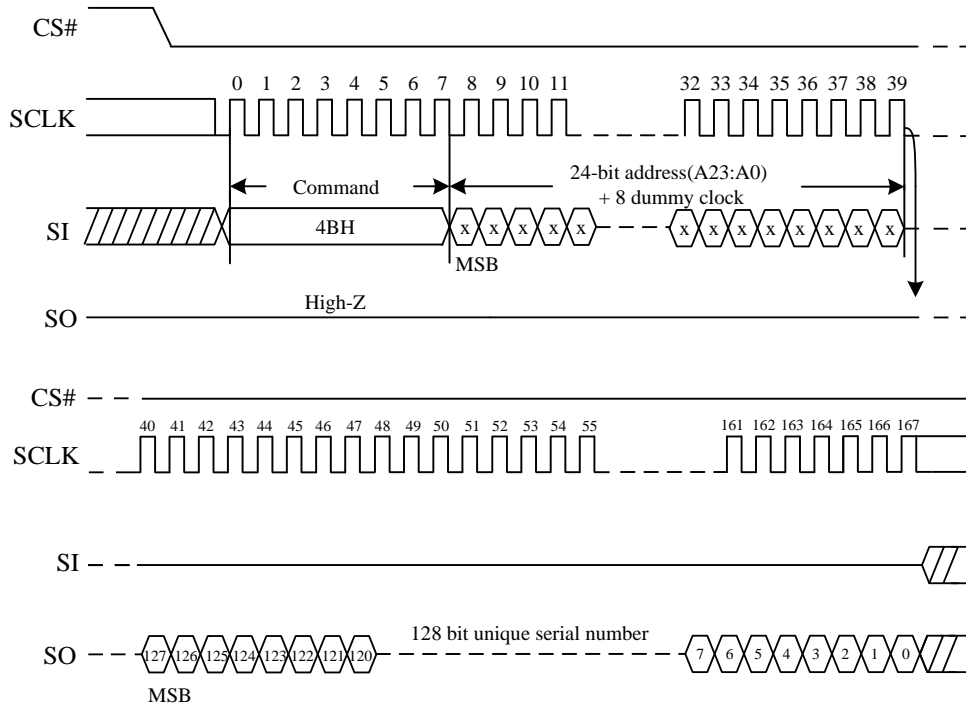 CS#
0 1 2 3 4 5 6 7 8 9 10 11 32 33 34 35 36 37 38 39
SCLK
Command
24-bit address(A23:A0)
+ 8 dummy clock
SI
4BH
x x x x x x x x x x x x x
MSB
High-Z
SO
CS#
40 41 42 43 44 45 46 47 48 49 50 51 52 53 54 55 161 162 163 164 165 166 167
SCLK
SI
128 bit unique serial number
SO
127 126 125 124 123 122 121 120 7 6 5 4 3 2 1 0
MSB